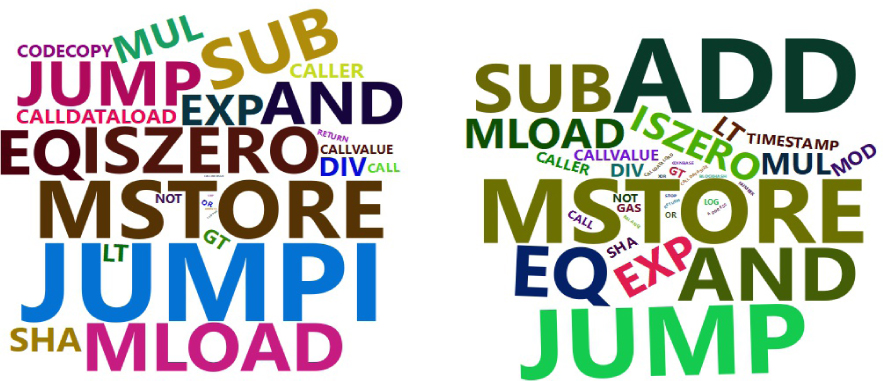 CODECOPY MUL SUB
JUMP CALLER
CALLDATALOAD EXP AND
EQ ISZERO RETURN
CALLVALUE
DIV CALL
MSTORE
NOT OR
LT GT
JUMPI
SHA MLOAD
SUB ADD
MLOAD ISZERO LT TIMESTAMP
CALLER CALLVALUE MUL MOD
DIV GT
MSTORE
NOT LOG
GAS
CALL OR
SHA
EQ EXP AND
JUMP